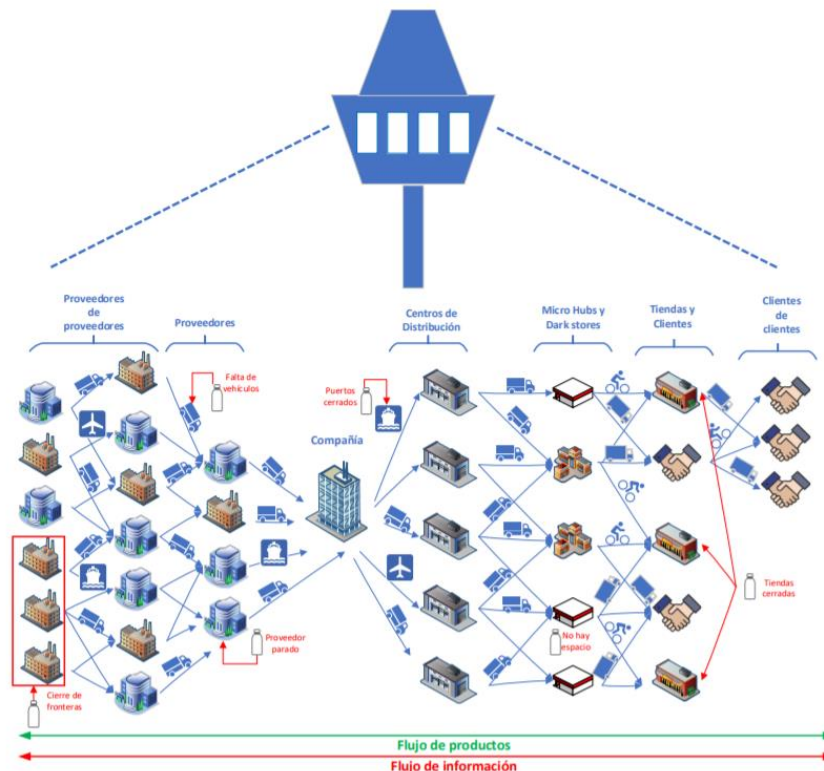 Proveedores
de
proveedores
Proveedores
Centros de
Distribución
Micro Hubs y
Dark stores
Tiendas y
Clientes
Clientes
de
clientes
Falta de
vehículos
Puertos
cerrados
Compañía
Tiendas
cerradas
Proveedor
parado
No hay
espacio
Cierre de
fronteras
Flujo de productos
Flujo de información